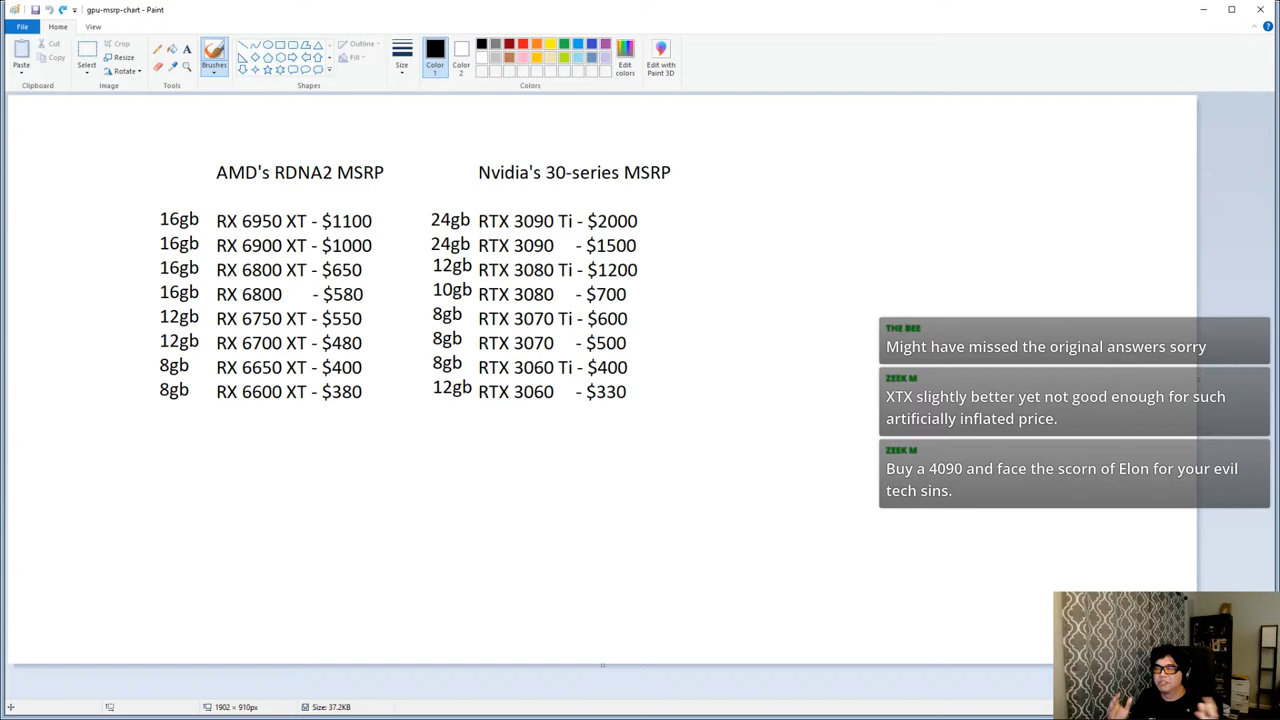 gpu-msrp-chart - Paint
File
Home
View
Paste
Cut
Copy
Clipboard
Select
Crop
Resize
Rotate
Image
Tools
Brushes
Outline
Fill
Shapes
Size
Color 1
Color 2
Edit colors
Colors
Edit with Paint 3D
AMD's RDNA2 MSRP
16gb RX 6950 XT - $1100
16gb RX 6900 XT - $1000
16gb RX 6800 XT - $650
16gb RX 6800 - $580
12gb RX 6750 XT - $550
12gb RX 6700 XT - $480
8gb RX 6650 XT - $400
8gb RX 6600 XT - $380
Nvidia's 30-series MSRP
24gb RTX 3090 Ti - $2000
24gb RTX 3090 - $1500
12gb RTX 3080 Ti - $1200
10gb RTX 3080 - $700
8gb RTX 3070 Ti - $600
8gb RTX 3070 - $500
8gb RTX 3060 Ti - $400
12gb RTX 3060 - $330
THE BEE
Might have missed the original answers sorry
ZEEK M
XTX slightly better yet not good enough for such
artificially inflated price.
ZEEK M
Buy a 4090 and face the scorn of Elon for your evil
tech sins.
1902 × 910px
Size: 37.2KB